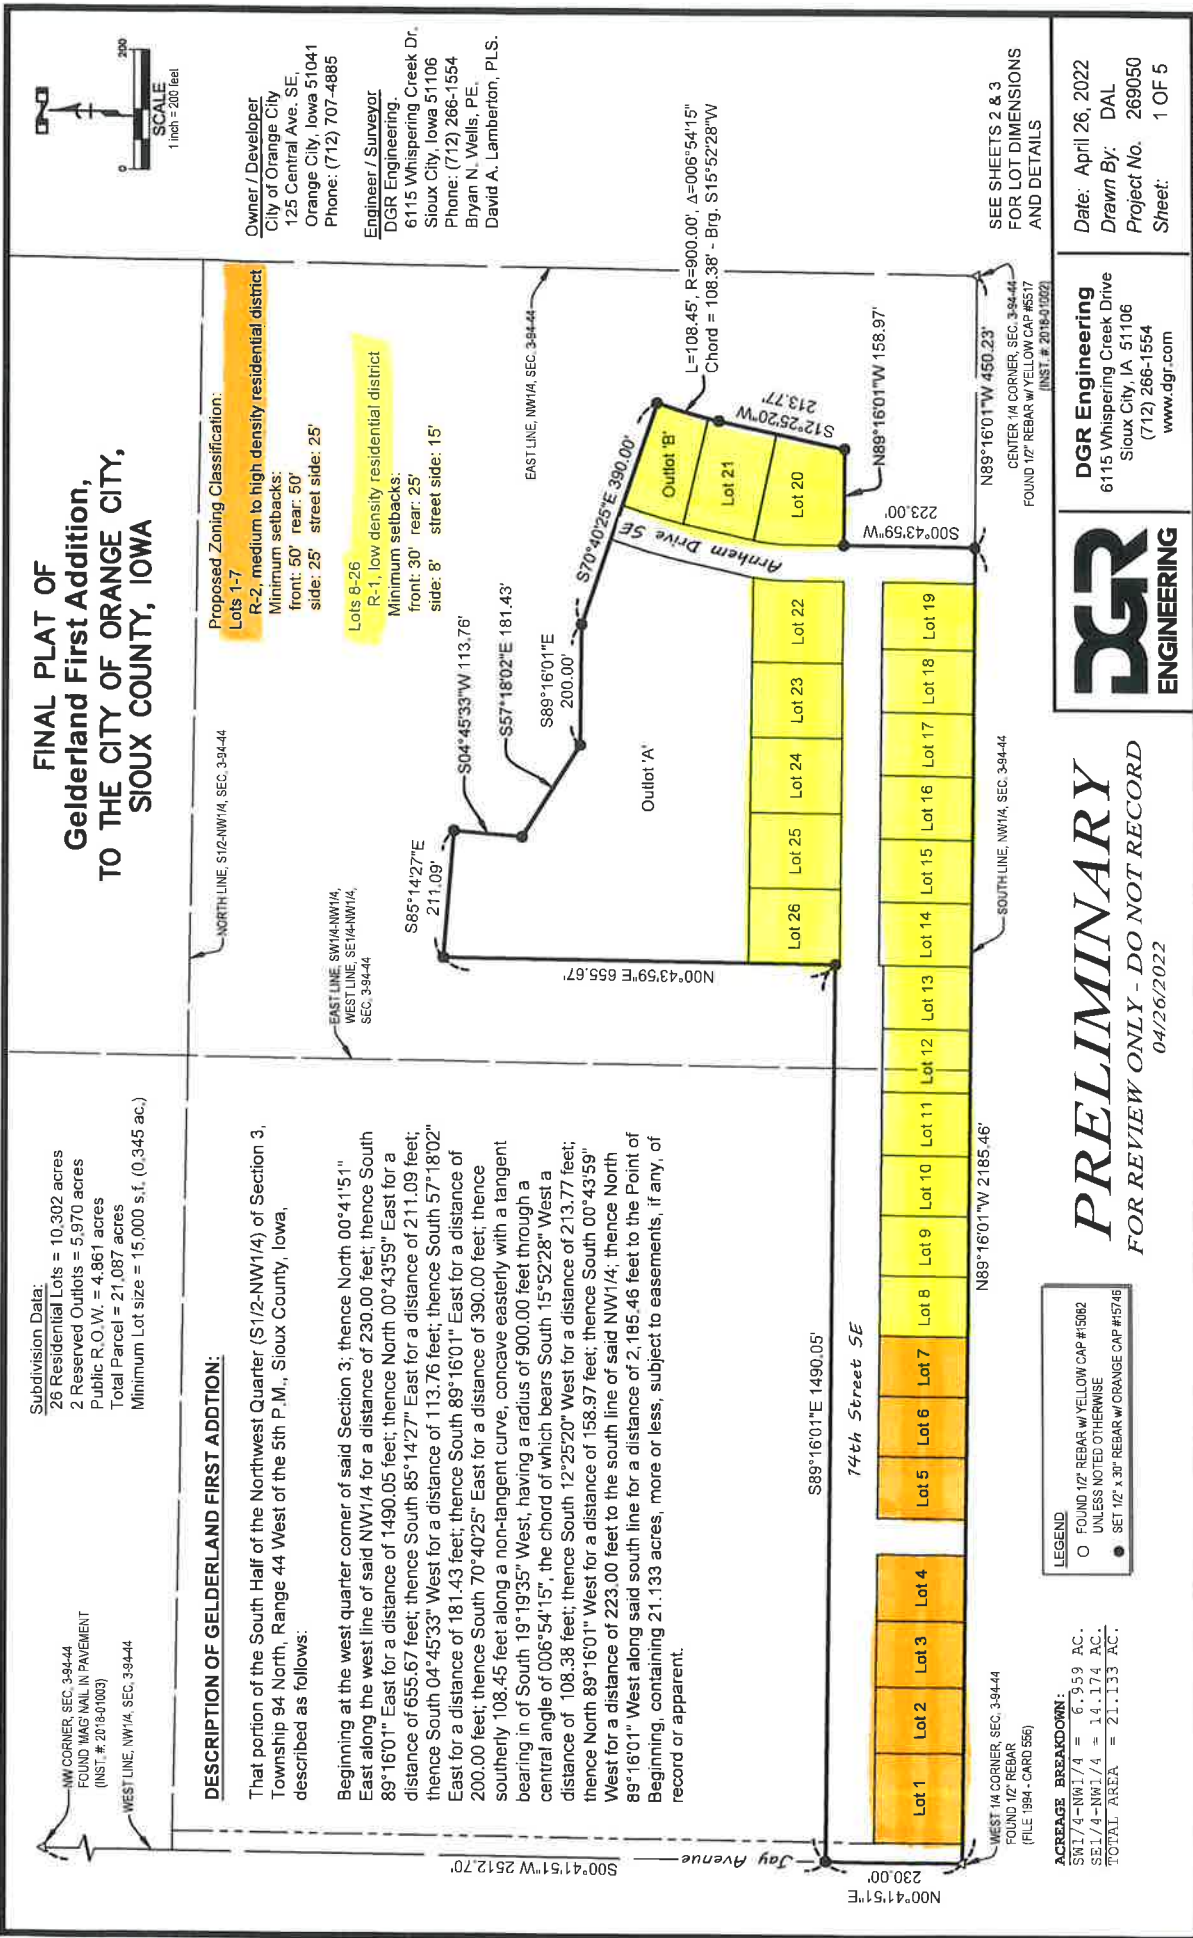 FINAL PLAT OF
Gelderland First Addition,
TO THE CITY OF ORANGE CITY,
SIOUX COUNTY, IOWA
N
0
200
SCALE
1 inch = 200 feet
Owner / Developer
City of Orange City
125 Central Ave. SE,
Orange City, Iowa 51041
Phone: (712) 707-4885
Engineer / Surveyor
DGR Engineering.
6115 Whispering Creek Dr.
Sioux City, Iowa 51106
Phone: (712) 266-1554
Bryan N. Wells, PE.
David A. Lamberton, PLS.
Subdivision Data:
26 Residential Lots = 10.302 acres
2 Reserved Outlots = 5.970 acres
Public R.O.W. = 4.861 acres
Total Parcel = 21.087 acres
Minimum Lot size = 15,000 s.f. (0.345 ac.)
NW CORNER, SEC. 3-94-44
FOUND 'MAG' NAIL IN PAVEMENT
(INST. #: 2018-01003)
WEST LINE, NW1/4, SEC. 3-94-44
NORTH LINE, S1/2-NW1/4, SEC. 3-94-44
EAST LINE, SW1/4-NW1/4,
WEST LINE, SE1/4-NW1/4,
SEC. 3-94-44
Proposed Zoning Classification:
Lots 1-7
R-2, medium to high density residential district
Minimum setbacks:
front: 50' rear: 50'
side: 25' street side: 25'
Lots 8-26
R-1, low density residential district
Minimum setbacks:
front: 30' rear: 25'
side: 8' street side: 15'
DESCRIPTION OF GELDERLAND FIRST ADDTION:
That portion of the South Half of the Northwest Quarter (S1/2-NW1/4) of Section 3,
Township 94 North, Range 44 West of the 5th P.M., Sioux County, Iowa,
described as follows:
Beginning at the west quarter corner of said Section 3; thence North 00°41'51"
East along the west line of said NW1/4 for a distance of 230.00 feet; thence South
89°16'01" East for a distance of 1490.05 feet; thence North 00°43'59" East for a
distance of 655.67 feet; thence South 85°14'27" East for a distance of 211.09 feet;
thence South 04°45'33" West for a distance of 113.76 feet; thence South 57°18'02"
East for a distance of 181.43 feet; thence South 89°16'01" East for a distance of
200.00 feet; thence South 70°40'25" East for a distance of 390.00 feet; thence
southerly 108.45 feet along a non-tangent curve, concave easterly with a tangent
bearing in of South 19°19'35" West, having a radius of 900.00 feet through a
central angle of 006°54'15", the chord of which bears South 15°52'28" West a
distance of 108.38 feet; thence South 12°25'20" West for a distance of 213.77 feet;
thence North 89°16'01" West for a distance of 158.97 feet; thence South 00°43'59"
West for a distance of 223.00 feet to the south line of said NW1/4; thence North
89°16'01" West along said south line for a distance of 2,185.46 feet to the Point of
Beginning, containing 21.133 acres, more or less, subject to easements, if any, of
record or apparent.
S85°14'27"E
211.09'
S04°45'33"W 113.76'
S57°18'02"E 181.43'
S89°16'01"E
200.00'
S70°40'25"E 390.00'
EAST LINE, NW1/4, SEC. 3-94-44
L=108.45', R=900.00', Δ=006°54'15"
Chord = 108.38' - Brg. S15°52'28"W
S12°25'20"W
213.77'
N89°16'01"W 158.97'
S00°43'59"W
223.00'
N89°16'01"W 450.23'
CENTER 1/4 CORNER, SEC. 3-94-44
FOUND 1/2" REBAR w/ YELLOW CAP #5517
(INST. #: 2018-01002)
N00°43'59"E 655.67'
Outlot 'A'
Outlot 'B'
Lot 21
Lot 20
Arnhem Drive SE
Lot 26
Lot 25
Lot 24
Lot 23
Lot 22
S00°41'51"W 2512.70'
Jay Avenue
S89°16'01"E 1490.05'
74th Street SE
N00°41'51"E
230.00'
Lot 1
Lot 2
Lot 3
Lot 4
Lot 5
Lot 6
Lot 7
Lot 8
Lot 9
Lot 10
Lot 11
Lot 12
Lot 13
Lot 14
Lot 15
Lot 16
Lot 17
Lot 18
Lot 19
N89°16'01"W 2185.46'
SOUTH LINE, NW1/4, SEC. 3-94-44
WEST 1/4 CORNER, SEC. 3-94-44
FOUND 1/2" REBAR
(FILE 1994 - CARD 556)
SEE SHEETS 2 & 3
FOR LOT DIMENSIONS
AND DETAILS
ACREAGE BREAKDOWN:
SW1/4-NW1/4 = 6.959 AC.
SE1/4-NW1/4 = 14.174 AC.
TOTAL AREA = 21.133 AC.
LEGEND
FOUND 1/2" REBAR w/ YELLOW CAP #15082
UNLESS NOTED OTHERWISE
SET 1/2" x 30" REBAR w/ ORANGE CAP #15746
PRELIMINARY
FOR REVIEW ONLY - DO NOT RECORD
04/26/2022
DGR
ENGINEERING
DGR Engineering
6115 Whispering Creek Drive
Sioux City, IA 51106
(712) 266-1554
www.dgr.com
Date: April 26, 2022
Drawn By: DAL
Project No. 269050
Sheet: 1 OF 5